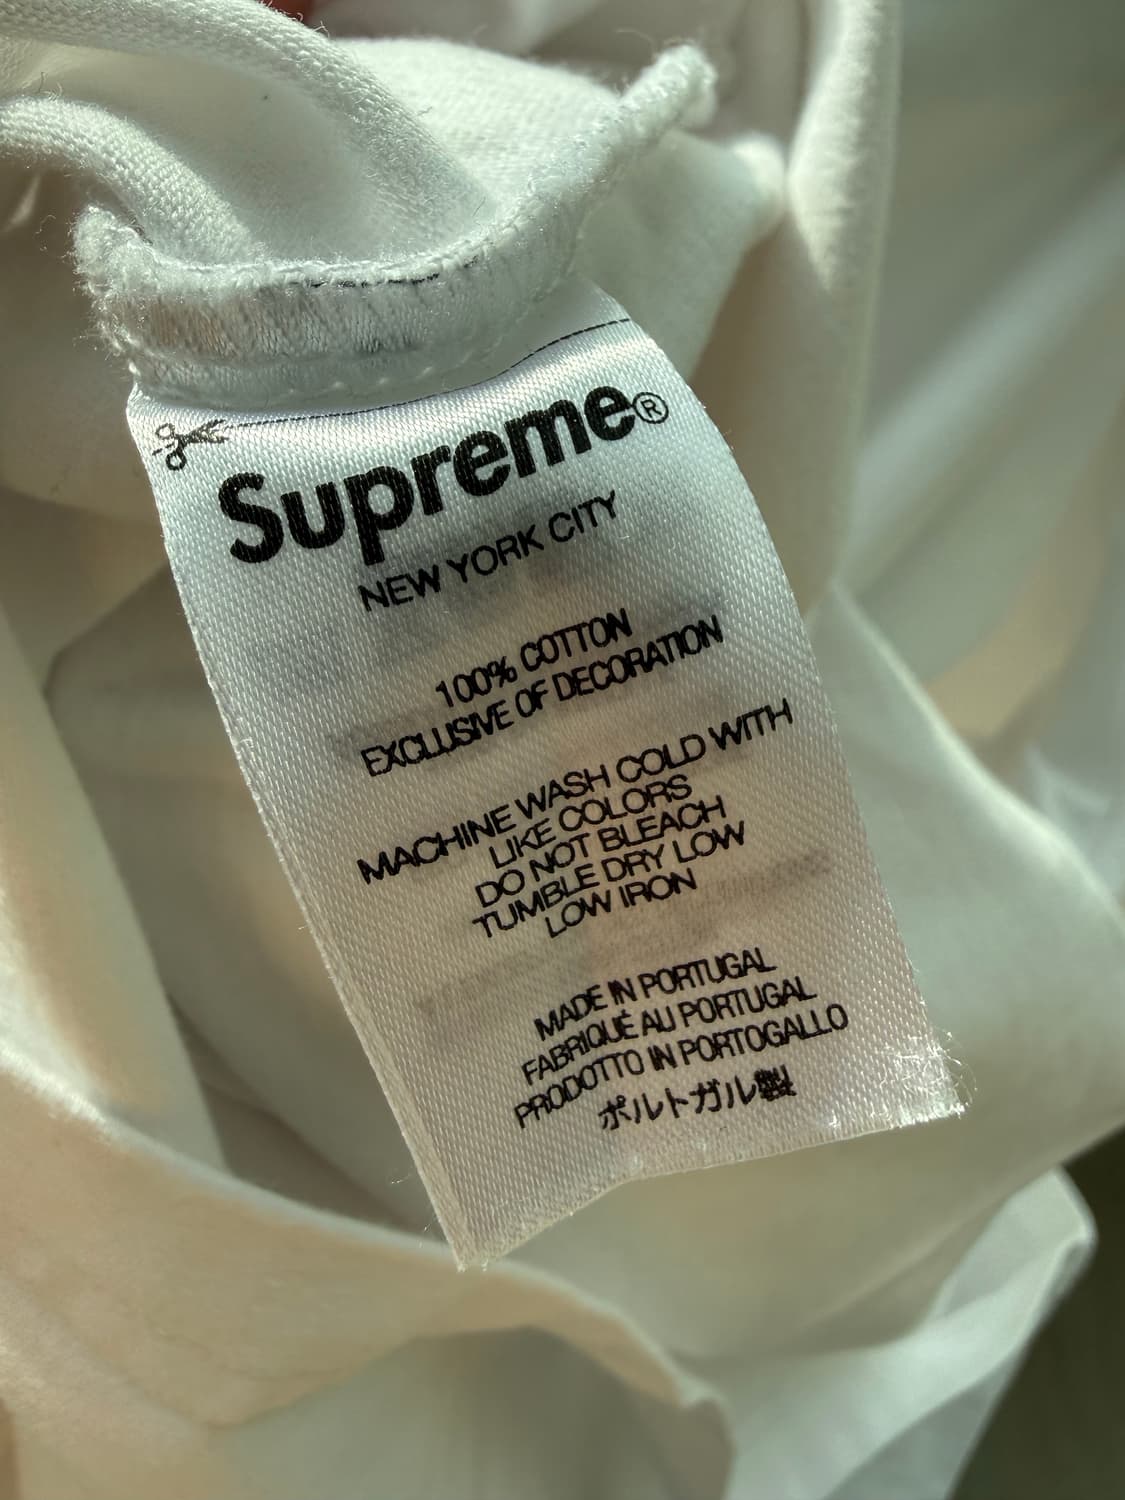 Supreme®
NEW YORK CITY
100% COTTON
EXCLUSIVE OF DECORATION
MACHINE WASH COLD WITH
LIKE COLORS
DO NOT BLEACH
TUMBLE DRY LOW
LOW IRON
MADE IN PORTUGAL
FABRIQUÉ AU PORTUGAL
PRODOTTO IN PORTOGALLO
ポルトガル製